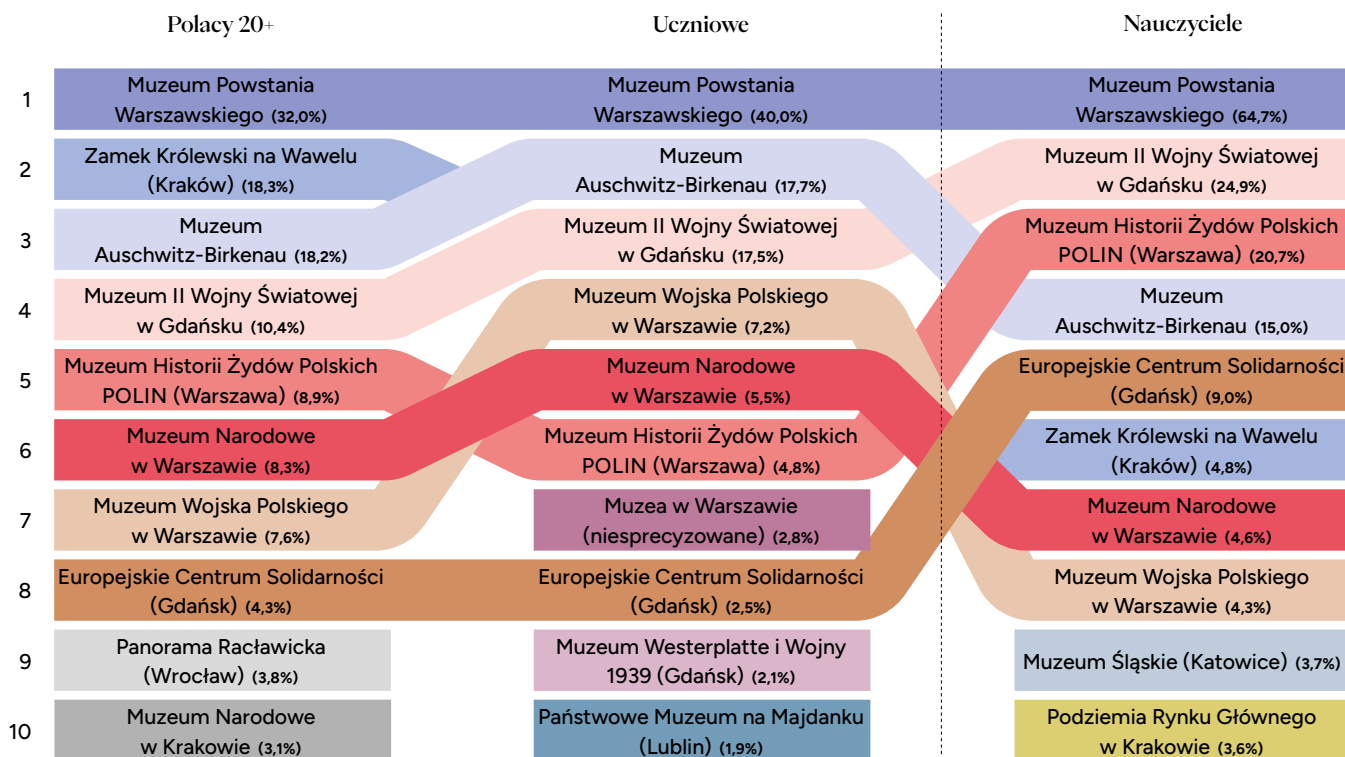 Polacy 20+
Uczniowe
Nauczyciele
1
Muzeum Powstania
Warszawskiego (32,0%)
Muzeum Powstania
Warszawskiego (40,0%)
Muzeum Powstania
Warszawskiego (64,7%)
2
Zamek Królewski na Wawelu
(Kraków) (18,3%)
Muzeum
Auschwitz-Birkenau (17,7%)
Muzeum II Wojny Światowej
w Gdańsku (24,9%)
3
Muzeum
Auschwitz-Birkenau (18,2%)
Muzeum II Wojny Światowej
w Gdańsku (17,5%)
Muzeum Historii Żydów Polskich
POLIN (Warszawa) (20,7%)
4
Muzeum II Wojny Światowej
w Gdańsku (10,4%)
Muzeum Wojska Polskiego
w Warszawie (7,2%)
Muzeum
Auschwitz-Birkenau (15,0%)
5
Muzeum Historii Żydów Polskich
POLIN (Warszawa) (8,9%)
Muzeum Narodowe
w Warszawie (5,5%)
Europejskie Centrum Solidarności
(Gdańsk) (9,0%)
6
Muzeum Narodowe
w Warszawie (8,3%)
Muzeum Historii Żydów Polskich
POLIN (Warszawa) (4,8%)
Zamek Królewski na Wawelu
(Kraków) (4,8%)
7
Muzeum Wojska Polskiego
w Warszawie (7,6%)
Muzea w Warszawie
(niesprecyzowane) (2,8%)
Muzeum Narodowe
w Warszawie (4,6%)
8
Europejskie Centrum Solidarności
(Gdańsk) (4,3%)
Europejskie Centrum Solidarności
(Gdańsk) (2,5%)
Muzeum Wojska Polskiego
w Warszawie (4,3%)
9
Panorama Racławicka
(Wrocław) (3,8%)
Muzeum Westerplatte i Wojny
1939 (Gdańsk) (2,1%)
Muzeum Śląskie (Katowice) (3,7%)
10
Muzeum Narodowe
w Krakowie (3,1%)
Państwowe Muzeum na Majdanku
(Lublin) (1,9%)
Podziemia Rynku Głównego
w Krakowie (3,6%)